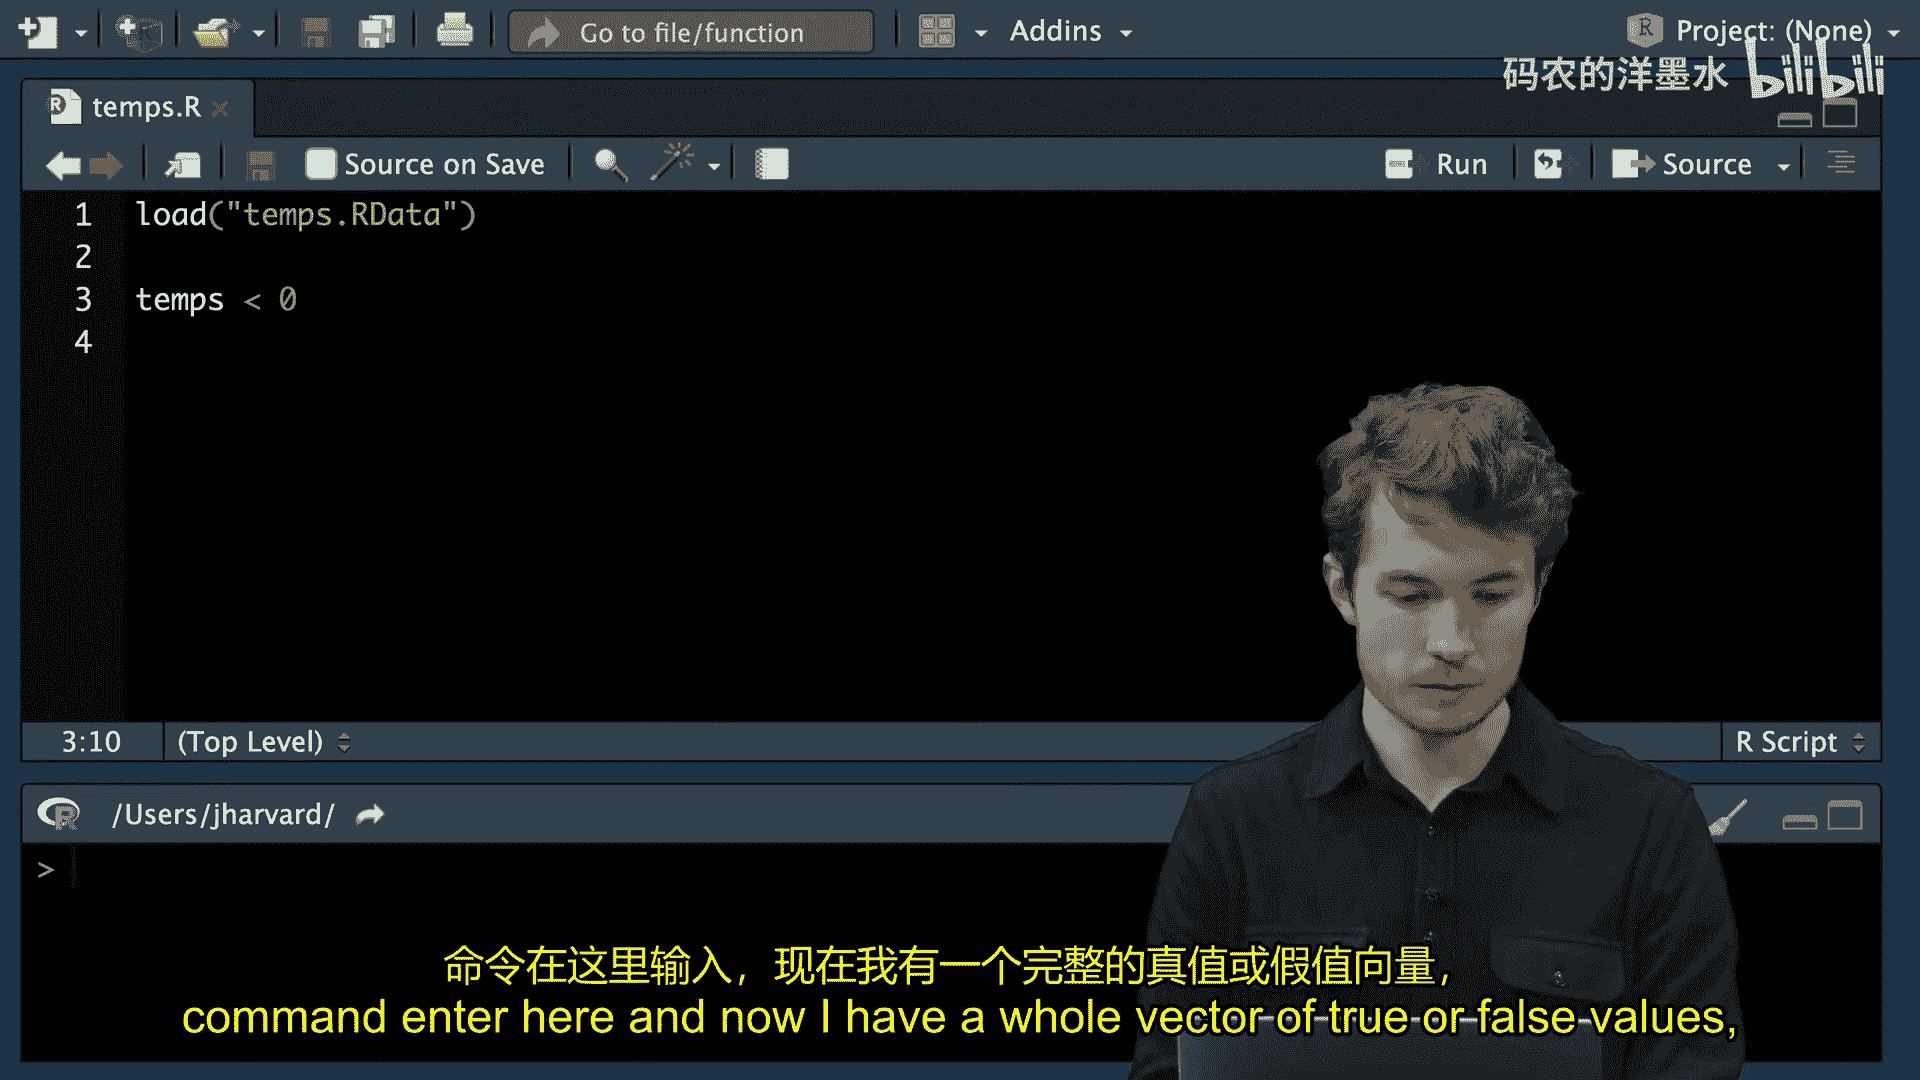 Go to file/function
Addins
Project: (None)
码农的洋墨水 bilibili
temps.R
Source on Save
Run
Source
1 load("temps.RData")
2
3 temps < 0
4
3:10
(Top Level)
R Script
/Users/jharvard/
>
命令在这里输入，现在我有一个完整的真值或假值向量，
command enter here and now I have a whole vector of true or false values,